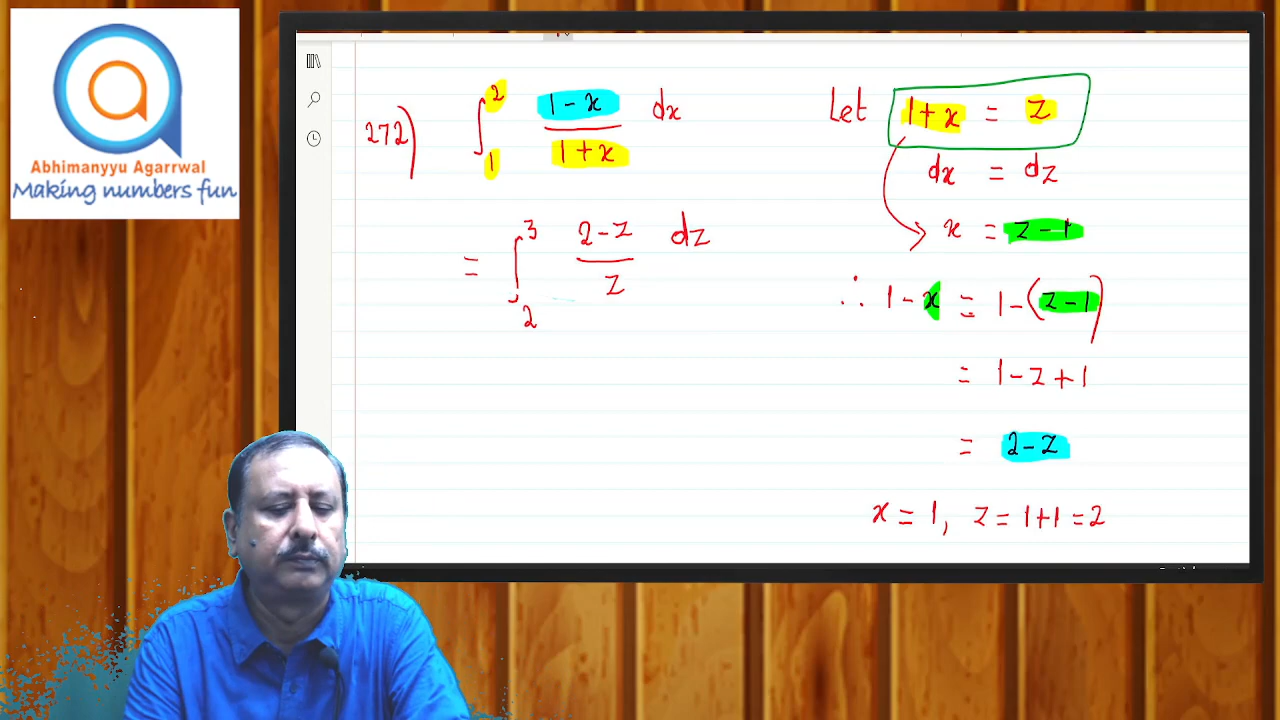 Abhimanyyu Agarrwal
Making numbers fun
272) ∫₁² (1 - x)/(1 + x) dx
= ∫₂³ (2 - z)/z dz
Let 1 + x = z
dx = dz
x = z - 1
∴ 1 - x = 1 - (z - 1)
= 1 - z + 1
= 2 - z
x = 1, z = 1 + 1 = 2